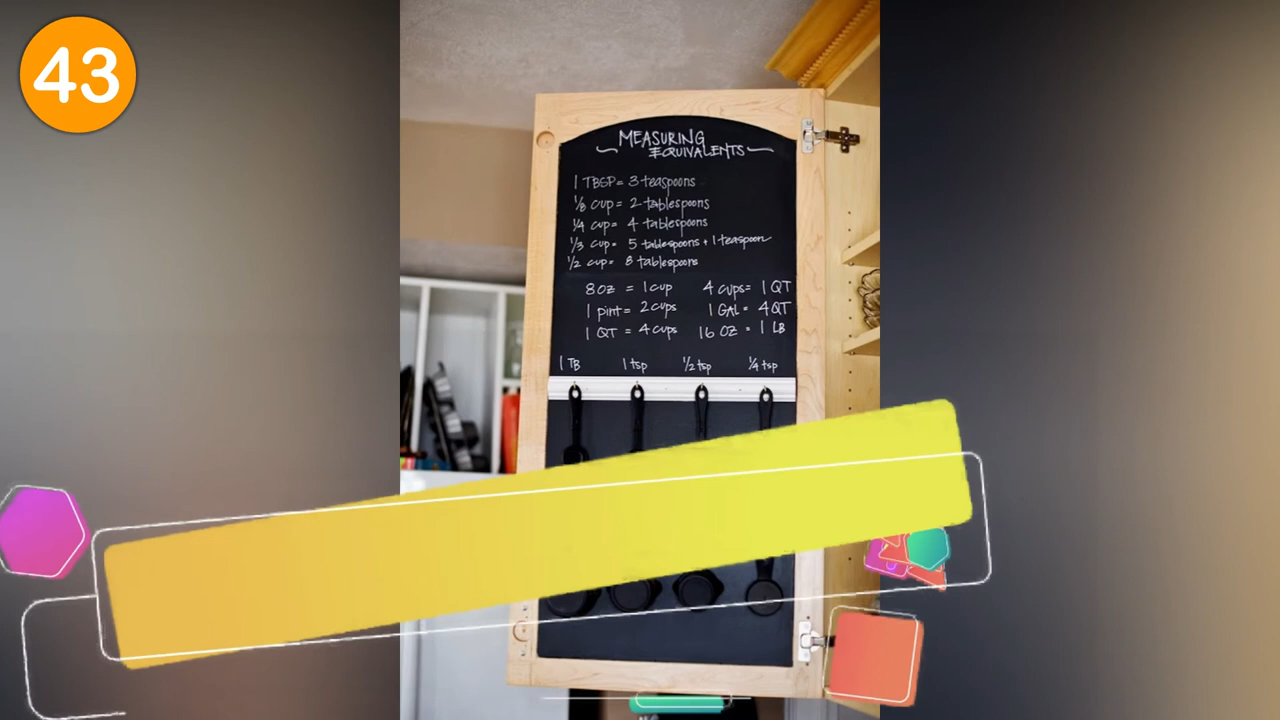 43
MEASURING
EQUIVALENTS
1 TBSP = 3 teaspoons
1/8 cup = 2 tablespoons
1/4 cup = 4 tablespoons
1/3 cup = 5 tablespoons + 1 teaspoon
1/2 cup = 8 tablespoons
8 oz = 1 cup 4 cups = 1 QT
1 pint = 2 cups 1 GAL = 4 QT
1 QT = 4 cups 16 OZ = 1 LB
1 TB 1 tsp 1/2 tsp 1/4 tsp